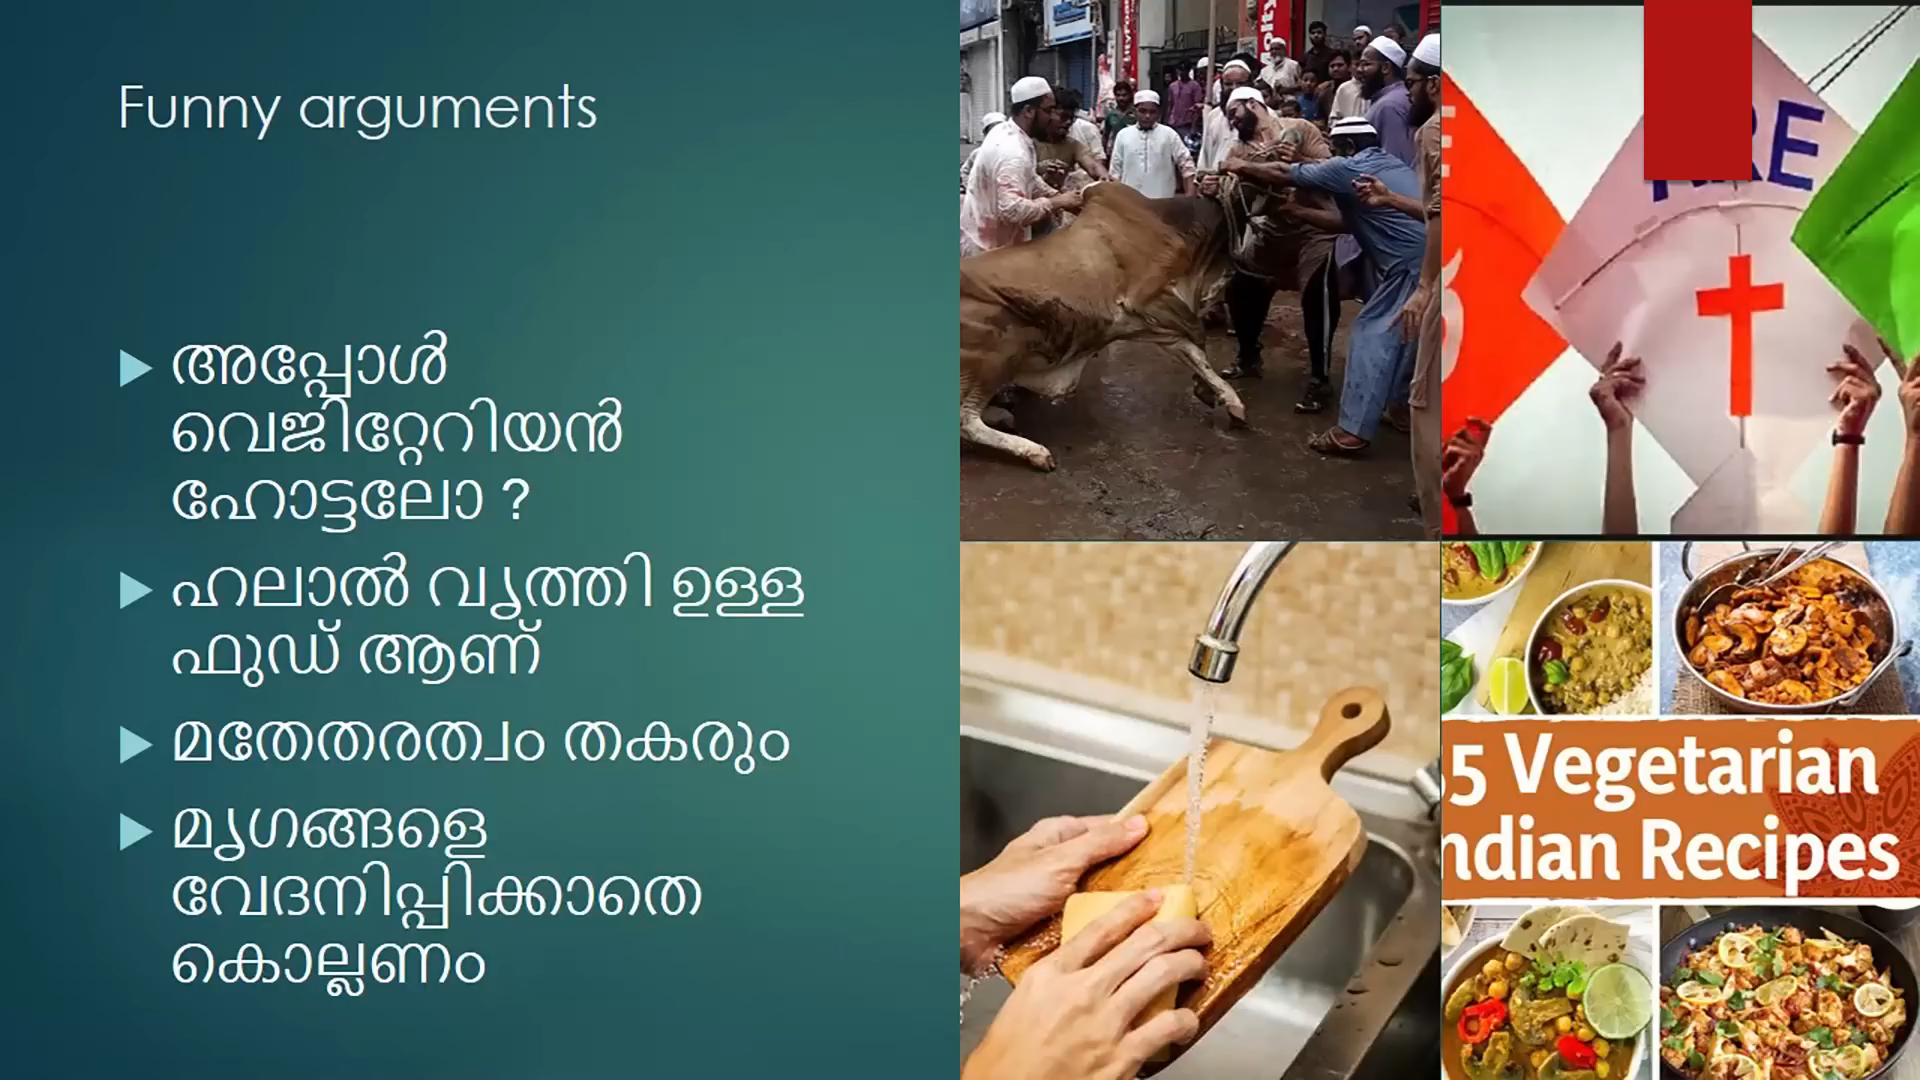 Funny arguments
അപ്പോൾ
വെജിറ്റേറിയൻ
ഹോട്ടലോ ?
ഹലാൽ വൃത്തി ഉള്ള
ഫുഡ് ആണ്
മതേതരത്വം തകരും
മൃഗങ്ങളെ
വേദനിപ്പിക്കാതെ
കൊല്ലണം
5 Vegetarian
ndian Recipes